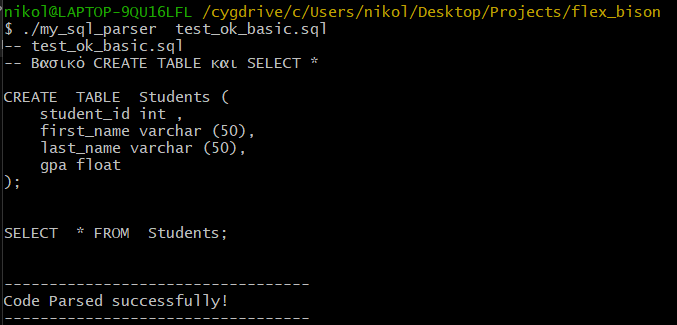 nikol@LAPTOP-9QU16LFL /cygdrive/c/Users/nikol/Desktop/Projects/flex_bison
$ ./my_sql_parser  test_ok_basic.sql
-- test_ok_basic.sql
-- Βασικό CREATE TABLE και SELECT *

CREATE  TABLE  Students (
    student_id int ,
    first_name varchar (50),
    last_name varchar (50),
    gpa float
);


SELECT  * FROM  Students;


----------------------------------
Code Parsed successfully!
----------------------------------